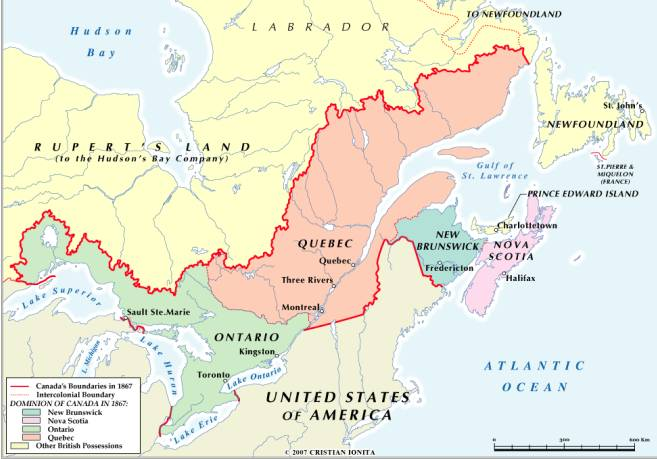 Hudson
Bay
LABRADOR
TO NEWFOUNDLAND
St. John's
NEWFOUNDLAND
RUPERT'S LAND
(to the Hudson's Bay Company)
ST.PIERRE &
MIQUELON
(FRANCE)
Gulf of
St. Lawrence
PRINCE EDWARD ISLAND
Charlottetown
NEW
BRUNSWICK
NOVA
SCOTIA
Fredericton
Halifax
QUEBEC
Quebec
Three Rivers
Montreal
Lake Superior
Sault Ste.Marie
ONTARIO
Kingston
L. Michigan
Lake Huron
Toronto
Lake Ontario
Lake Erie
ATLANTIC
OCEAN
UNITED STATES
OF AMERICA
Canada's Boundaries in 1867
Intercolonial Boundary
DOMINION OF CANADA IN 1867:
New Brunswick
Nova Scotia
Ontario
Quebec
Other British Possessions
© 2007 CRISTIAN IONITA
0 300 600 Km